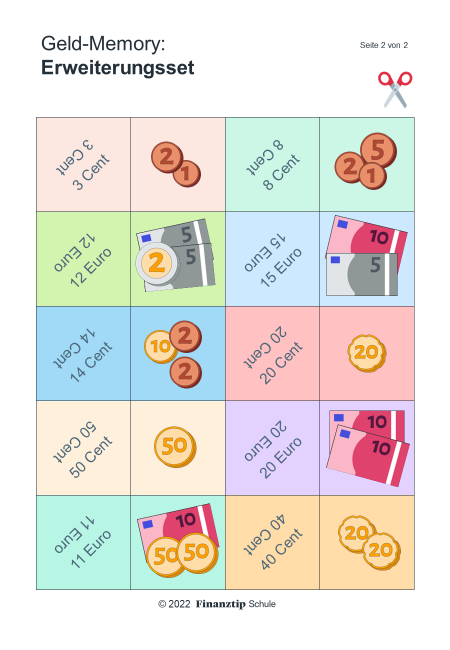 Geld-Memory:
Erweiterungsset
Seite 2 von 2
3 Cent
3 Cent
2
1
8 Cent
8 Cent
5
2
1
12 Euro
12 Euro
5
5
2
15 Euro
15 Euro
10
5
14 Cent
14 Cent
10
2
2
20 Cent
20 Cent
20
50 Cent
50 Cent
50
20 Euro
20 Euro
10
10
11 Euro
11 Euro
10
50
50
40 Cent
40 Cent
20
20
© 2022 Finanztip Schule